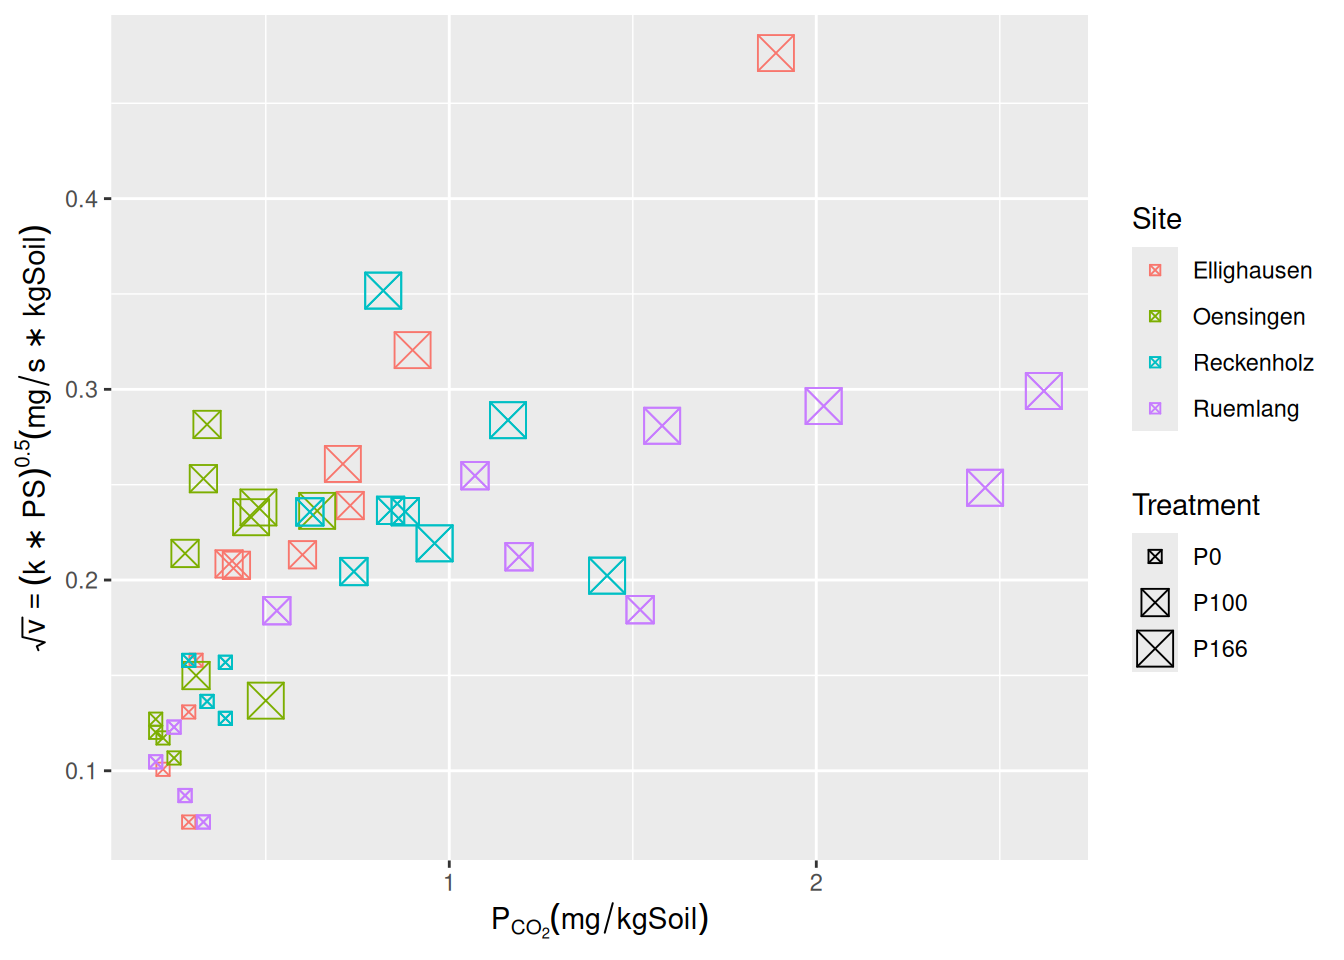 √v = (k ∗ PS)^0.5(mg/s ∗ kgSoil)
0.4
0.3
0.2
0.1
1
2
P_CO₂(mg/kgSoil)
Site
Ellighausen
Oensingen
Reckenholz
Ruemlang
Treatment
P0
P100
P166